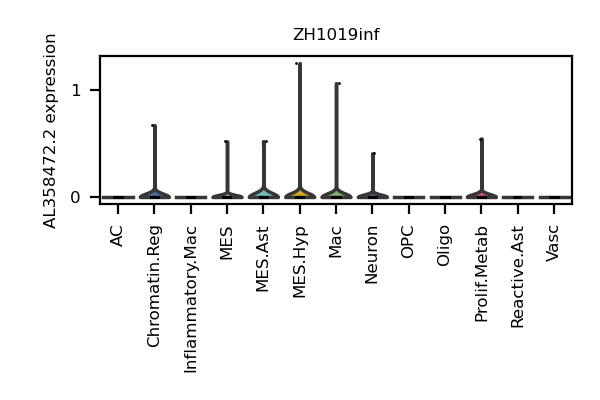 ZH1019inf
AL358472.2 expression
1
0
AC
Chromatin.Reg
Inflammatory.Mac
MES
MES.Ast
MES.Hyp
Mac
Neuron
OPC
Oligo
Prolif.Metab
Reactive.Ast
Vasc